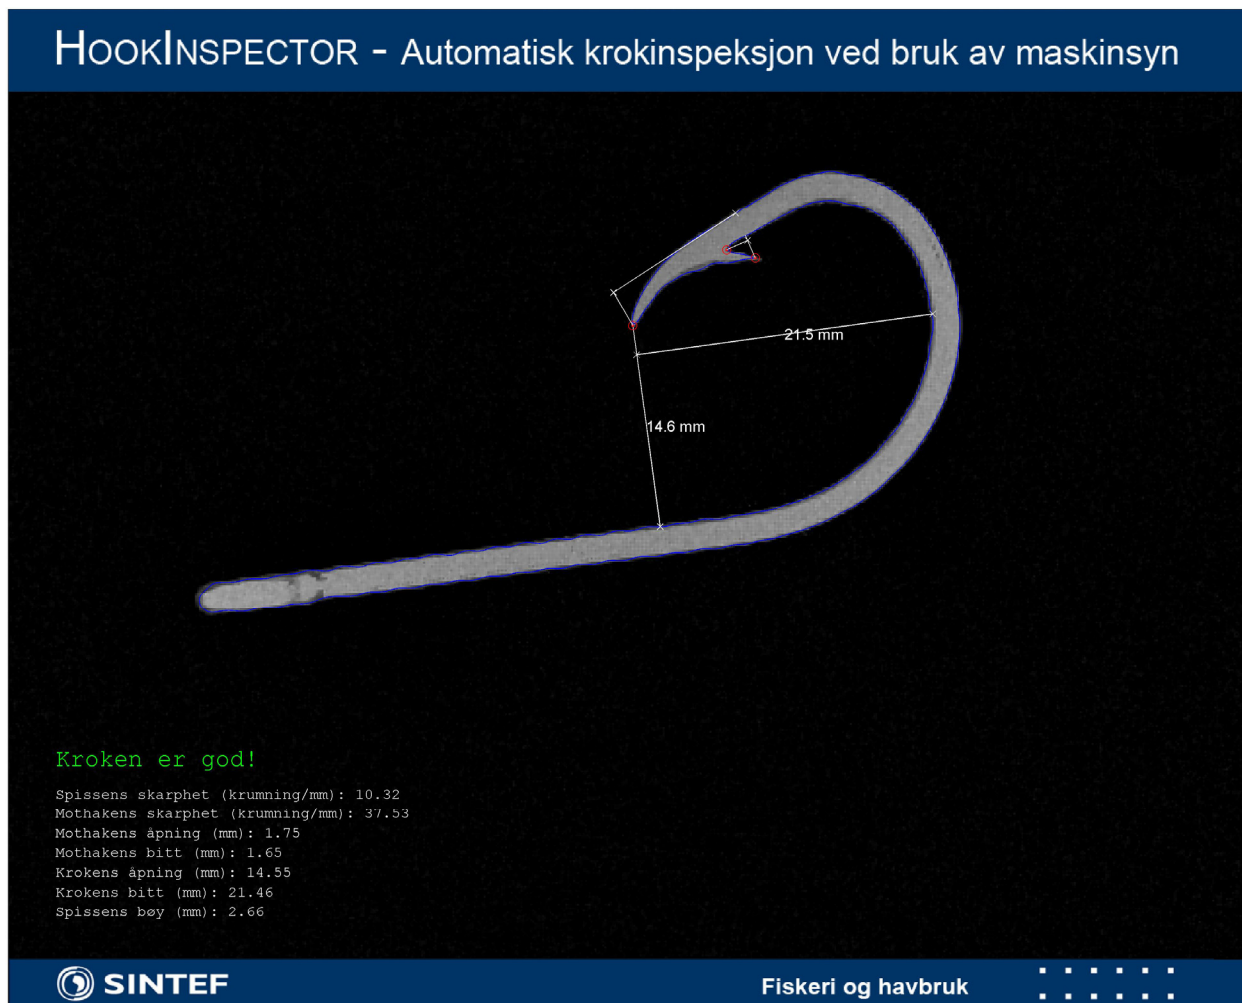 HOOKINSPECTOR - Automatisk krokinspeksjon ved bruk av maskinsyn
21.5 mm
14.6 mm
Kroken er god!
Spissens skarphet (krumning/mm): 10.32
Mothakens skarphet (krumning/mm): 37.53
Mothakens åpning (mm): 1.75
Mothakens bitt (mm): 1.65
Krokens åpning (mm): 14.55
Krokens bitt (mm): 21.46
Spissens bøy (mm): 2.66
SINTEF
Fiskeri og havbruk